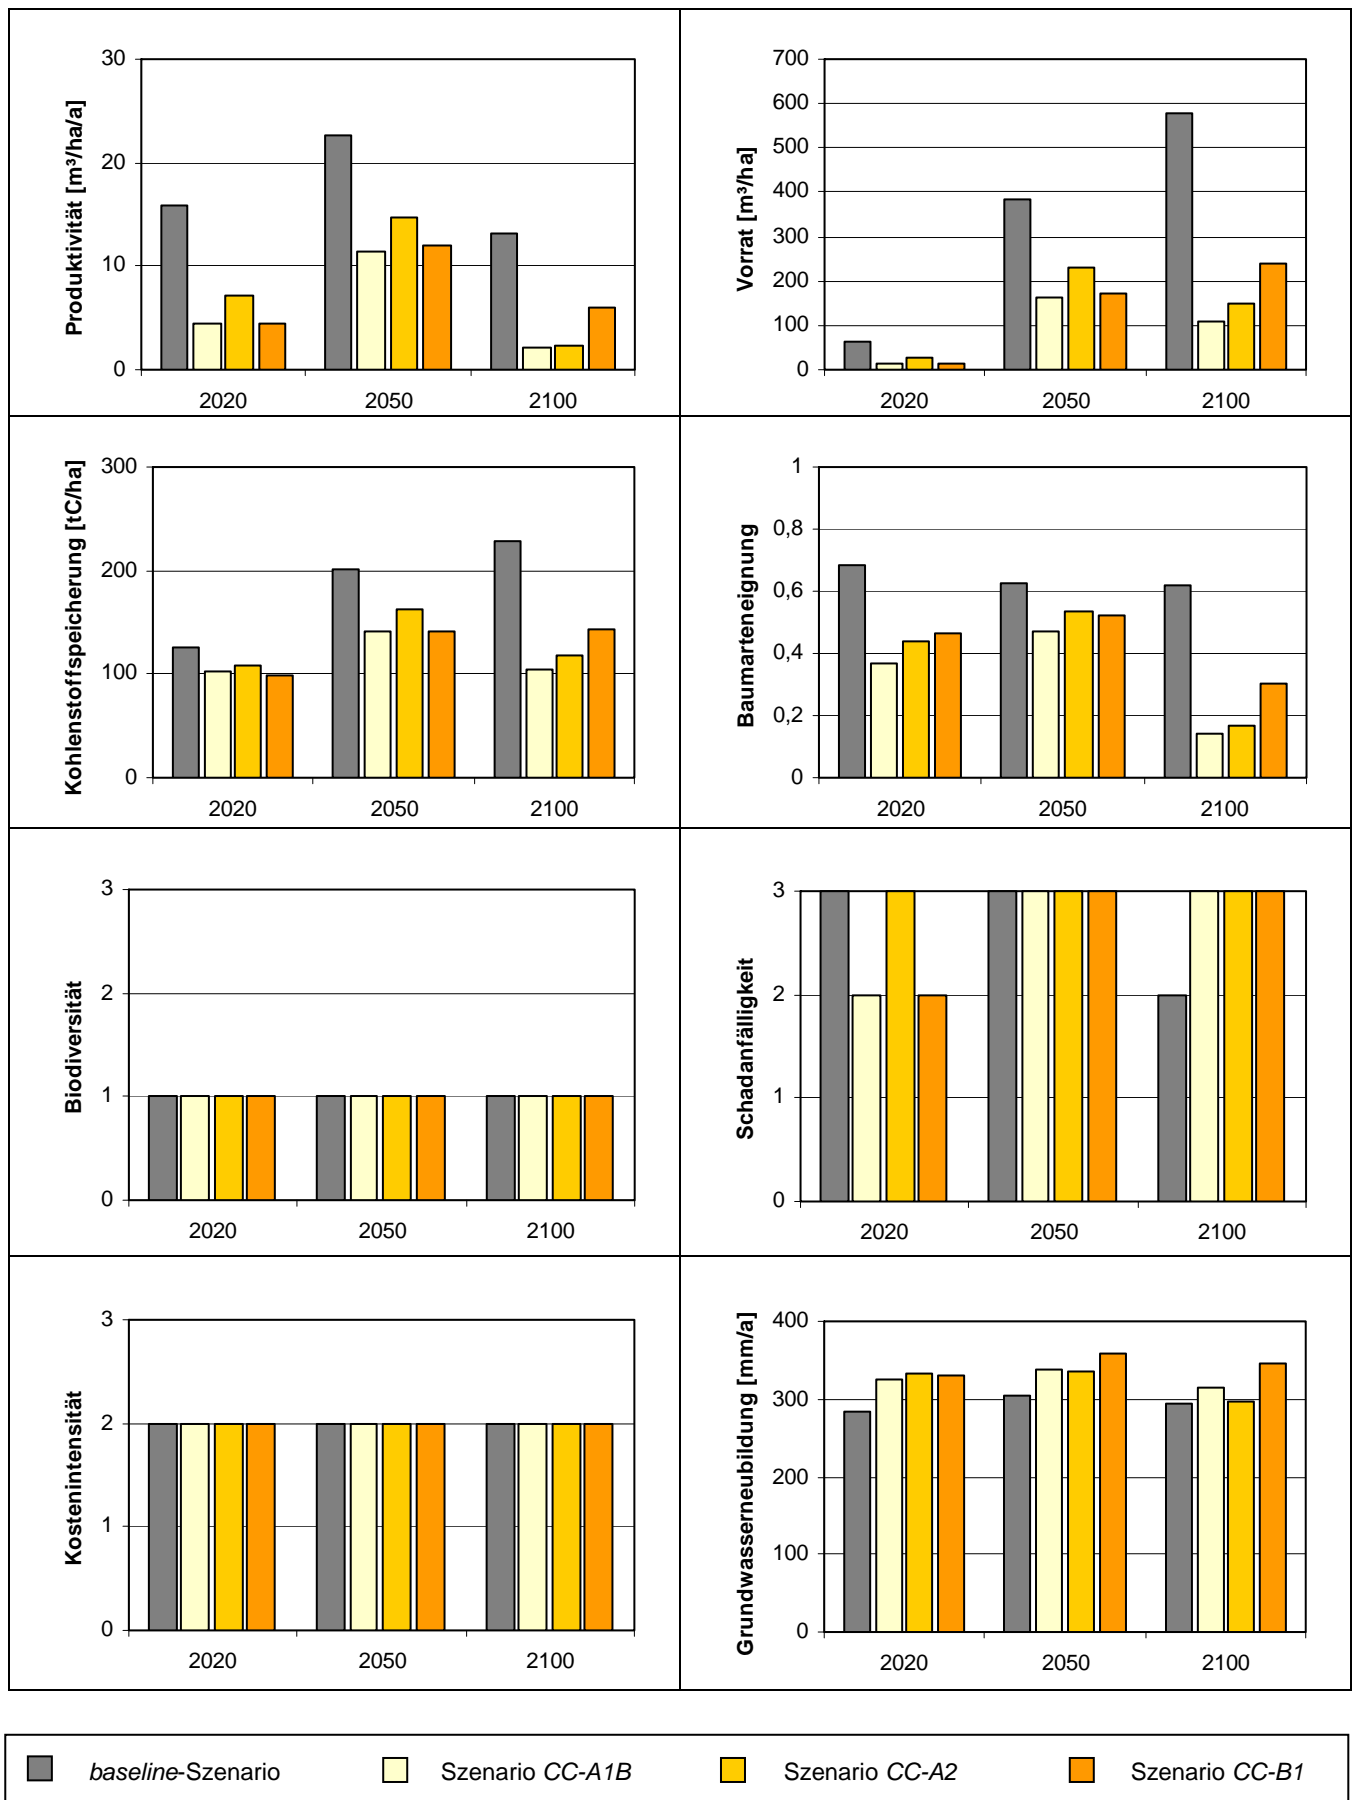 Produktivität [m³/ha/a]
30
20
10
0
2020 2050 2100
Vorrat [m³/ha]
700
600
500
400
300
200
100
0
2020 2050 2100
Kohlenstoffspeicherung [tC/ha]
300
200
100
0
2020 2050 2100
Baumarteneignung
1
0,8
0,6
0,4
0,2
0
2020 2050 2100
Biodiversität
3
2
1
0
2020 2050 2100
Schadanfälligkeit
3
2
1
0
2020 2050 2100
Kostenintensität
3
2
1
0
2020 2050 2100
Grundwasserneubildung [mm/a]
400
300
200
100
0
2020 2050 2100
baseline-Szenario Szenario CC-A1B Szenario CC-A2 Szenario CC-B1